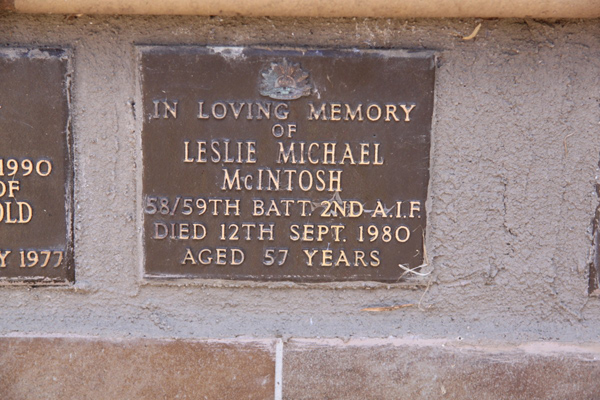 IN LOVING MEMORY
OF
LESLIE MICHAEL
McINTOSH
58/59TH BATT. 2ND A.I.F.
DIED 12TH SEPT. 1980
AGED 57 YEARS
1990
OF
OLD
Y 1977